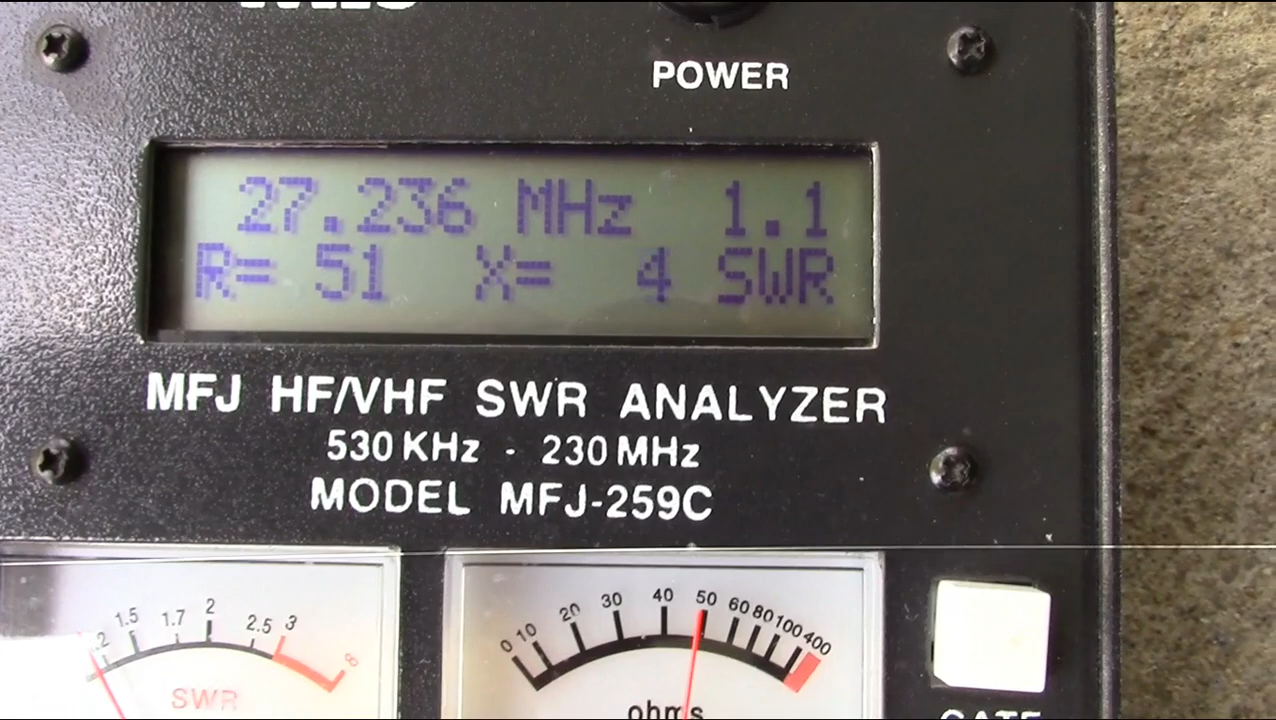 POWER
27.236 MHz 1.1
R= 51 X= 4 SWR
MFJ HF/VHF SWR ANALYZER
530 KHz - 230 MHz
MODEL MFJ-259C
1.5 1.7 2 2.5 3 ∞
SWR
0 10 20 30 40 50 60 80 100 400
ohms
GATE